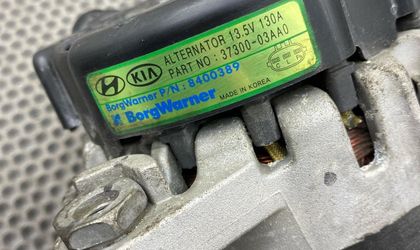 KIA
ALTERNATOR 13.5V 130A
PART NO : 37300-03AA0
BorgWarner P/N : 8400389
BorgWarner
MADE IN KOREA